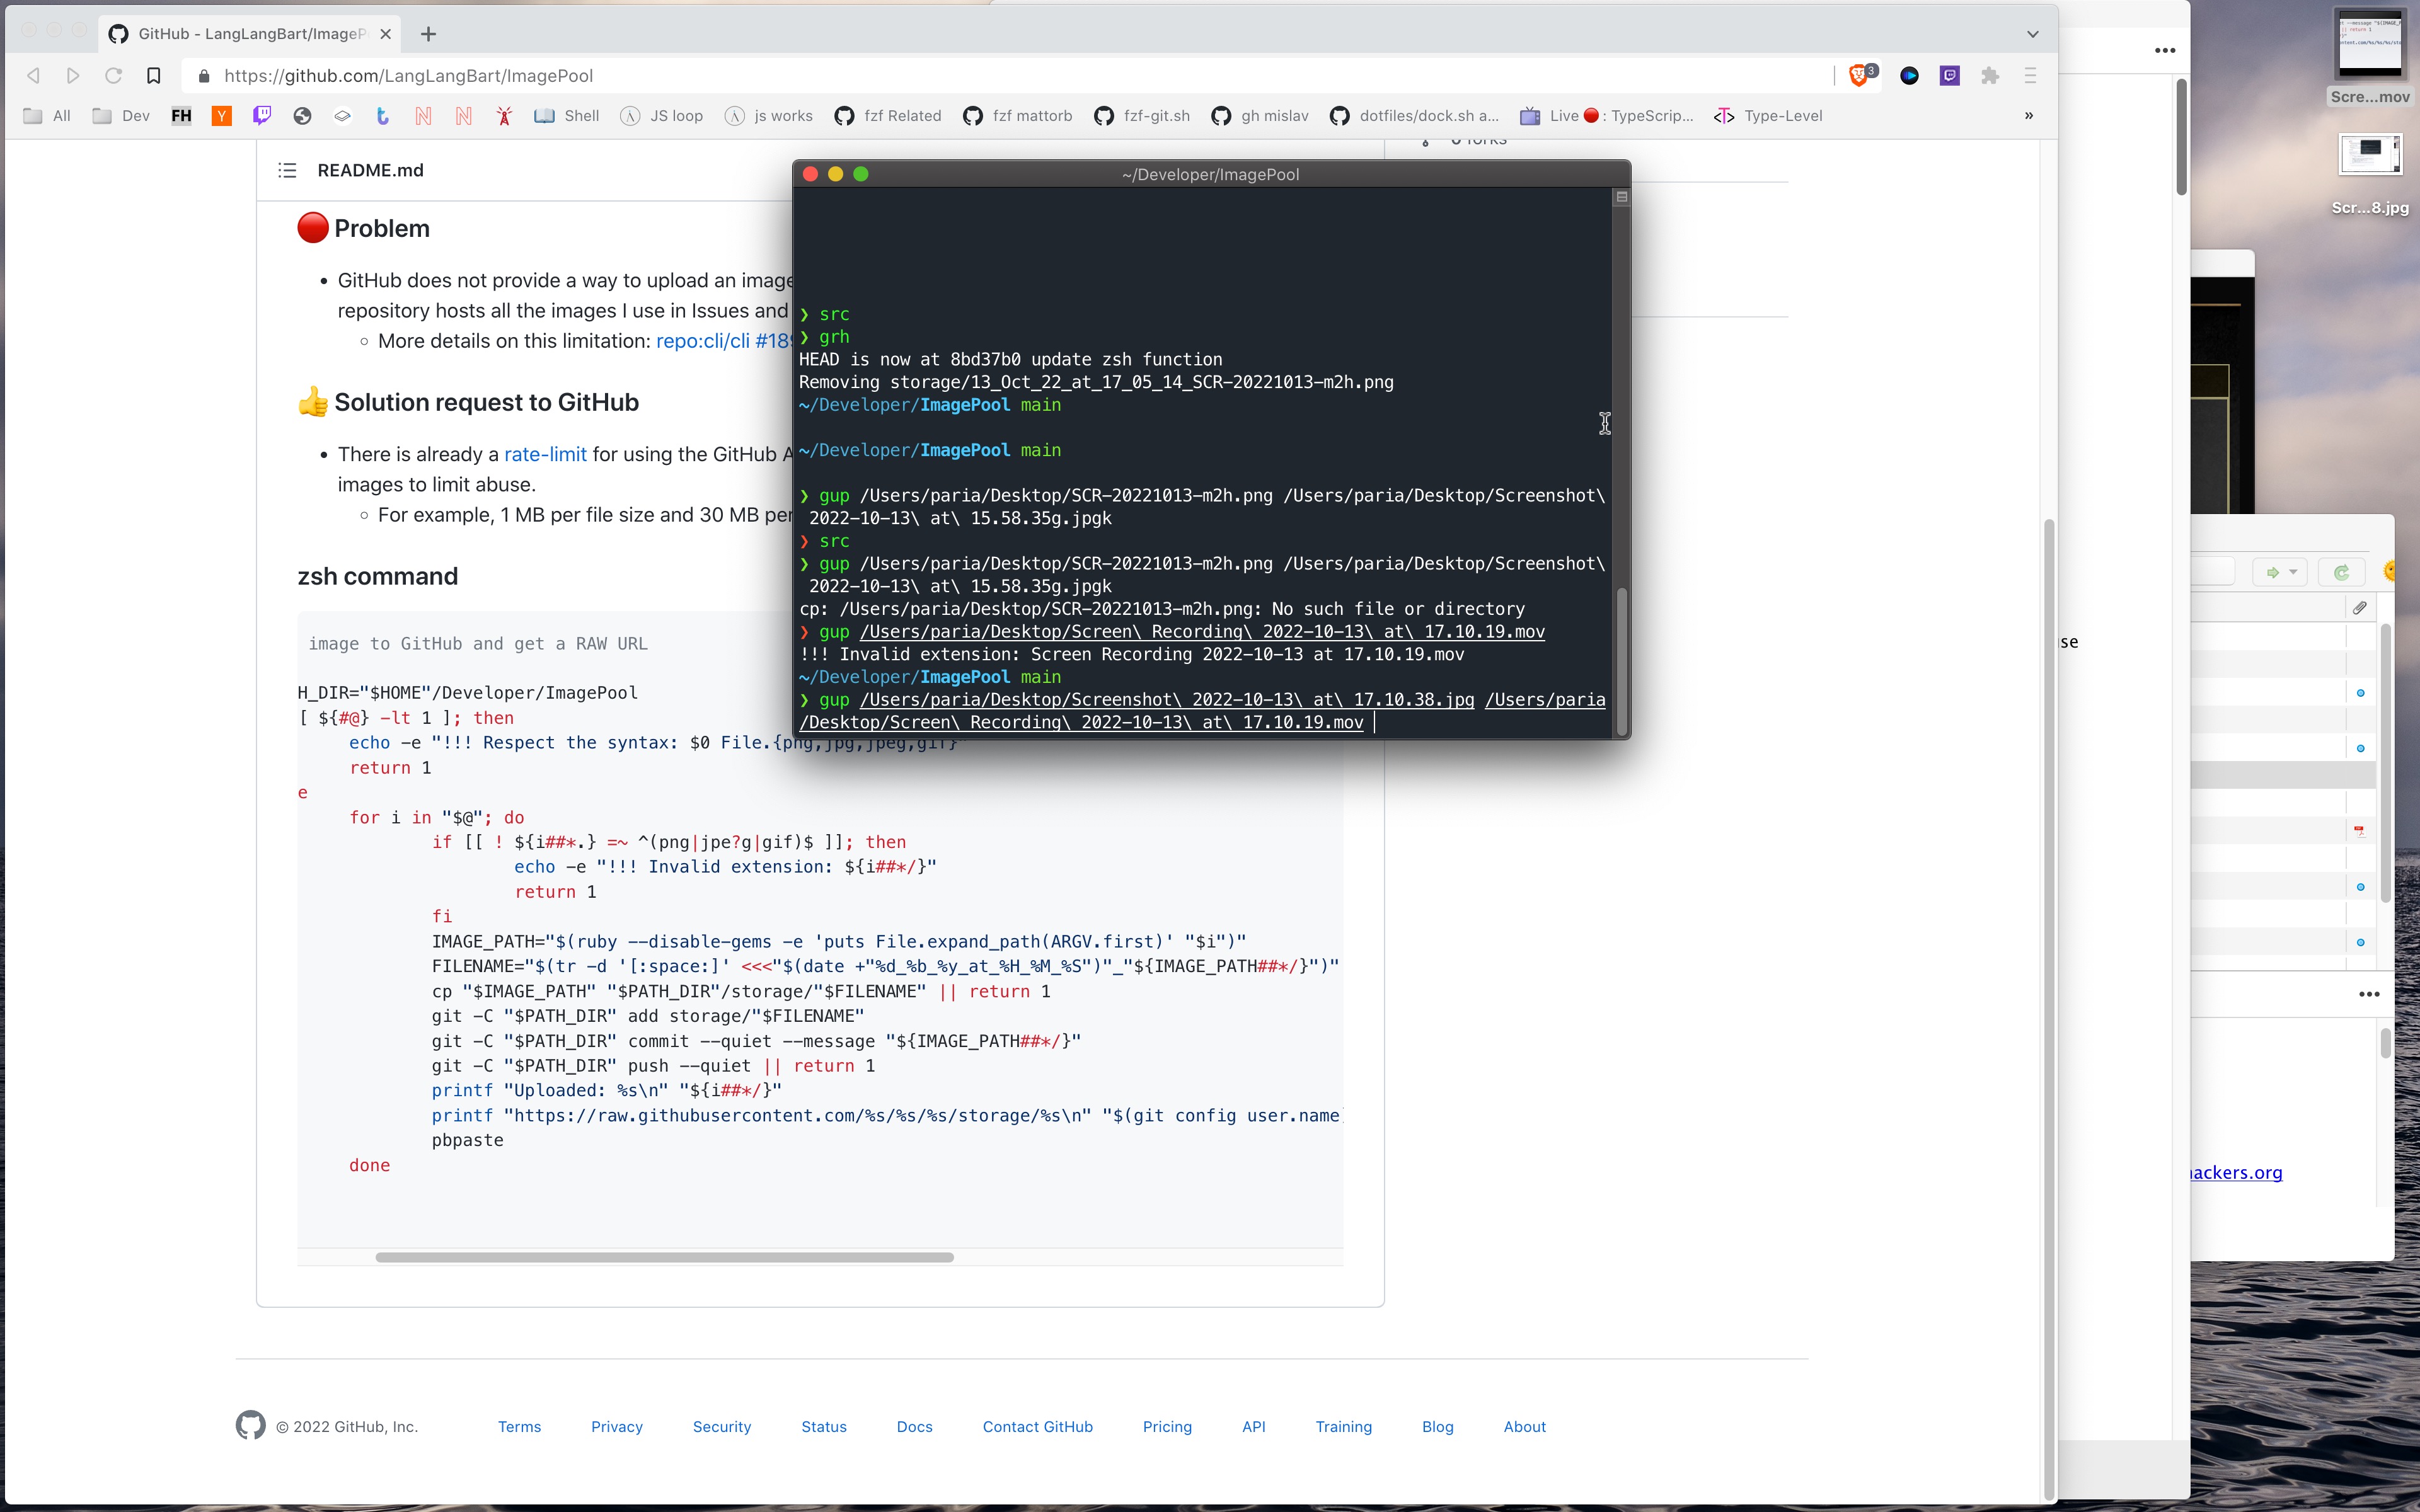 GitHub - LangLangBart/ImageP
https://github.com/LangLangBart/ImagePool
3
All
Dev
FH
Y
Shell
JS loop
js works
fzf Related
fzf mattorb
fzf-git.sh
gh mislav
dotfiles/dock.sh a...
Live 🔴: TypeScrip...
Type-Level
»
Scre...mov
Scr...8.jpg
README.md
Problem
• GitHub does not provide a way to upload an image
repository hosts all the images I use in Issues and
◦ More details on this limitation: repo:cli/cli #18
Solution request to GitHub
• There is already a rate-limit for using the GitHub A
images to limit abuse.
◦ For example, 1 MB per file size and 30 MB per
zsh command
image to GitHub and get a RAW URL
H_DIR="$HOME"/Developer/ImagePool
[ ${#@} -lt 1 ]; then
echo -e "!!! Respect the syntax: $0 File.{png,jpg,jpeg,gif}
return 1
e
for i in "$@"; do
if [[ ! ${i##*.} =~ ^(png|jpe?g|gif)$ ]]; then
echo -e "!!! Invalid extension: ${i##*/}"
return 1
fi
IMAGE_PATH="$(ruby --disable-gems -e 'puts File.expand_path(ARGV.first)' "$i")"
FILENAME="$(tr -d '[:space:]' <<<"$(date +"%d_%b_%y_at_%H_%M_%S")"_"${IMAGE_PATH##*/}")"
cp "$IMAGE_PATH" "$PATH_DIR"/storage/"$FILENAME" || return 1
git -C "$PATH_DIR" add storage/"$FILENAME"
git -C "$PATH_DIR" commit --quiet --message "${IMAGE_PATH##*/}"
git -C "$PATH_DIR" push --quiet || return 1
printf "Uploaded: %s\n" "${i##*/}"
printf "https://raw.githubusercontent.com/%s/%s/%s/storage/%s\n" "$(git config user.name)
pbpaste
done
~/Developer/ImagePool
❯ src
❯ grh
HEAD is now at 8bd37b0 update zsh function
Removing storage/13_Oct_22_at_17_05_14_SCR-20221013-m2h.png
~/Developer/ImagePool main
~/Developer/ImagePool main
❯ gup /Users/paria/Desktop/SCR-20221013-m2h.png /Users/paria/Desktop/Screenshot\
2022-10-13\ at\ 15.58.35g.jpgk
❯ src
❯ gup /Users/paria/Desktop/SCR-20221013-m2h.png /Users/paria/Desktop/Screenshot\
2022-10-13\ at\ 15.58.35g.jpgk
cp: /Users/paria/Desktop/SCR-20221013-m2h.png: No such file or directory
❯ gup /Users/paria/Desktop/Screen\ Recording\ 2022-10-13\ at\ 17.10.19.mov
!!! Invalid extension: Screen Recording 2022-10-13 at 17.10.19.mov
~/Developer/ImagePool main
❯ gup /Users/paria/Desktop/Screenshot\ 2022-10-13\ at\ 17.10.38.jpg /Users/paria
/Desktop/Screen\ Recording\ 2022-10-13\ at\ 17.10.19.mov
se
hackers.org
© 2022 GitHub, Inc.
Terms
Privacy
Security
Status
Docs
Contact GitHub
Pricing
API
Training
Blog
About